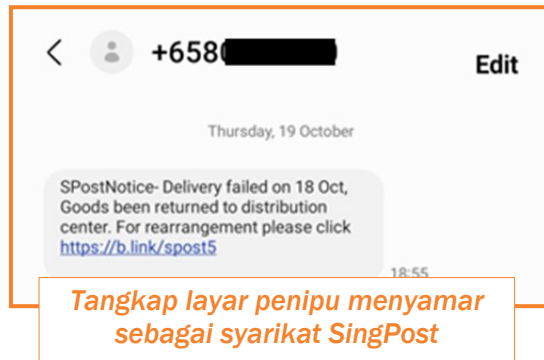 +658
Edit
Thursday, 19 October
SPostNotice- Delivery failed on 18 Oct,
Goods been returned to distribution
center. For rearrangement please click
https://b.link/spost5
18:55
Tangkap layar penipu menyamar
sebagai syarikat SingPost